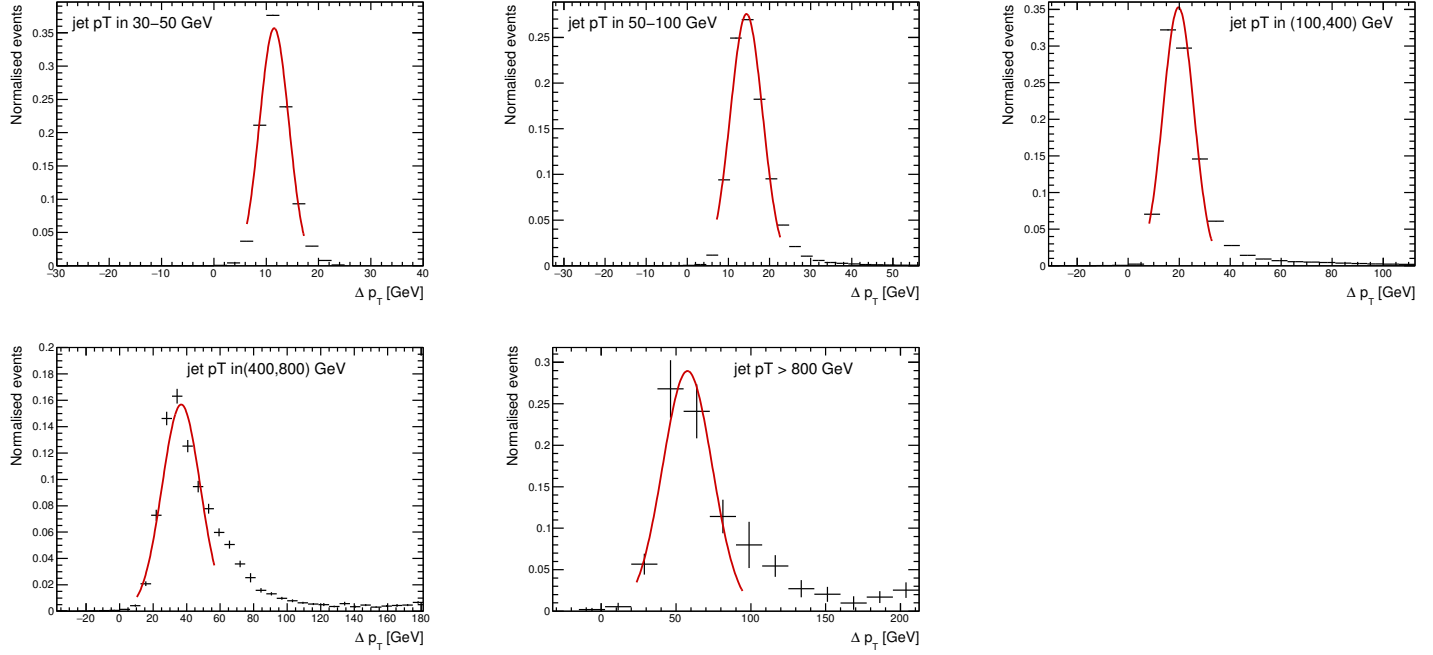 jet pT in 30−50 GeV
Normalised events
0.35
0.3
0.25
0.2
0.15
0.1
0.05
0
−30 −20 −10 0 10 20 30 40
Δ pT [GeV]
jet pT in 50−100 GeV
Normalised events
0.25
0.2
0.15
0.1
0.05
0
−30 −20 −10 0 10 20 30 40 50
Δ pT [GeV]
jet pT in (100,400) GeV
Normalised events
0.35
0.3
0.25
0.2
0.15
0.1
0.05
0
−20 0 20 40 60 80 100
Δ pT [GeV]
jet pT in(400,800) GeV
Normalised events
0.2
0.18
0.16
0.14
0.12
0.1
0.08
0.06
0.04
0.02
0
−20 0 20 40 60 80 100 120 140 160 180
Δ pT [GeV]
jet pT > 800 GeV
Normalised events
0.3
0.25
0.2
0.15
0.1
0.05
0
0 50 100 150 200
Δ pT [GeV]